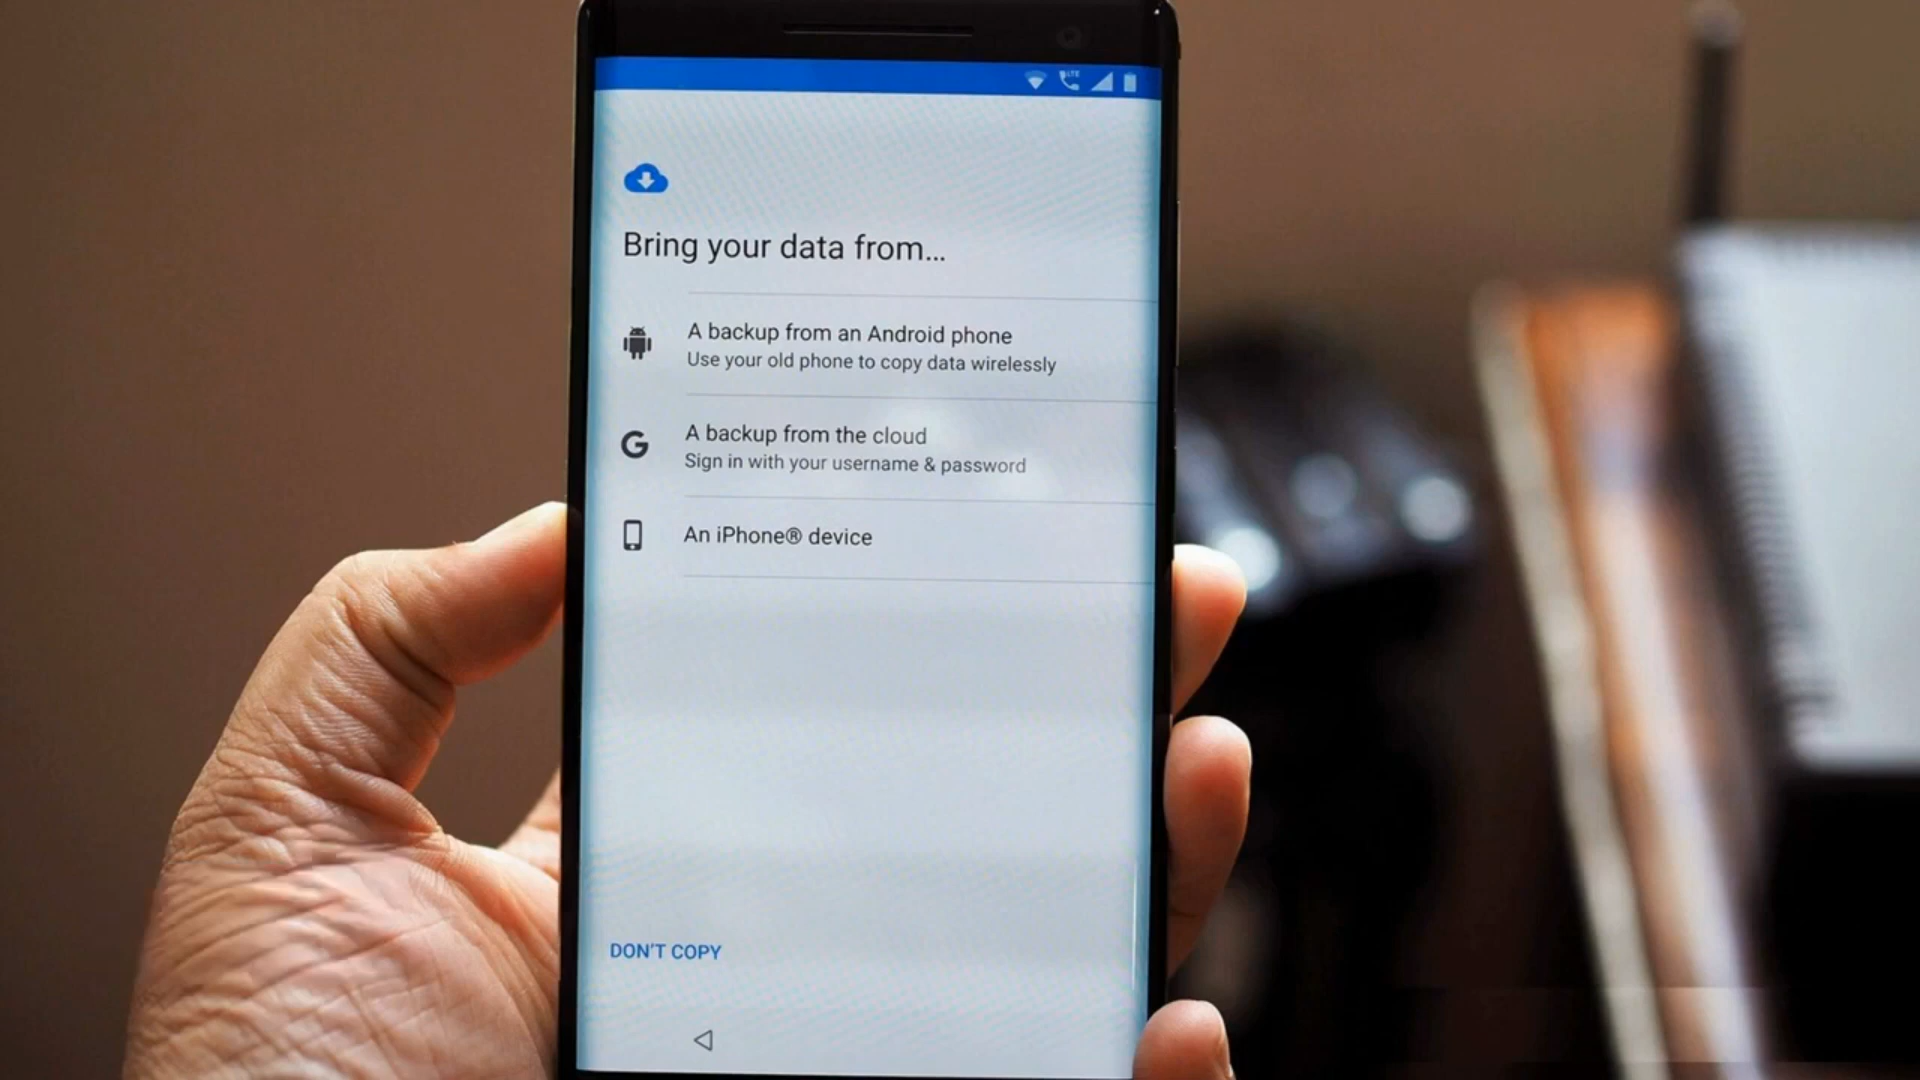 LTE
Bring your data from...
A backup from an Android phone
Use your old phone to copy data wirelessly
G
A backup from the cloud
Sign in with your username & password
An iPhone® device
DON'T COPY